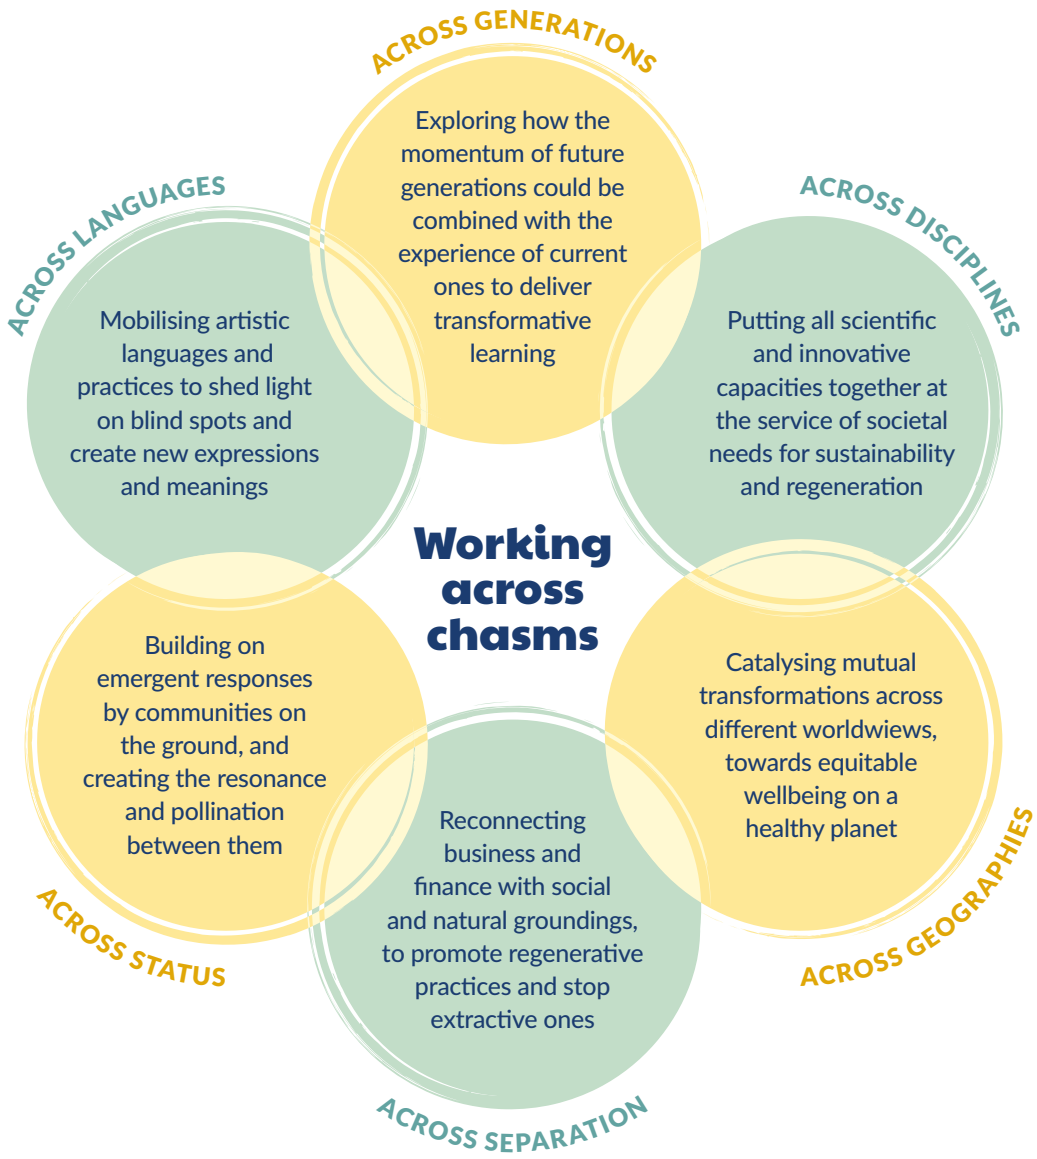 ACROSS GENERATIONS
Exploring how the
momentum of future
generations could be
combined with the
experience of current
ones to deliver
transformative
learning
ACROSS DISCIPLINES
Putting all scientific
and innovative
capacities together at
the service of societal
needs for sustainability
and regeneration
ACROSS GEOGRAPHIES
Catalysing mutual
transformations across
different worldwiews,
towards equitable
wellbeing on a
healthy planet
ACROSS SEPARATION
Reconnecting
business and
finance with social
and natural groundings,
to promote regenerative
practices and stop
extractive ones
ACROSS STATUS
Building on
emergent responses
by communities on
the ground, and
creating the resonance
and pollination
between them
ACROSS LANGUAGES
Mobilising artistic
languages and
practices to shed light
on blind spots and
create new expressions
and meanings
Working
across
chasms